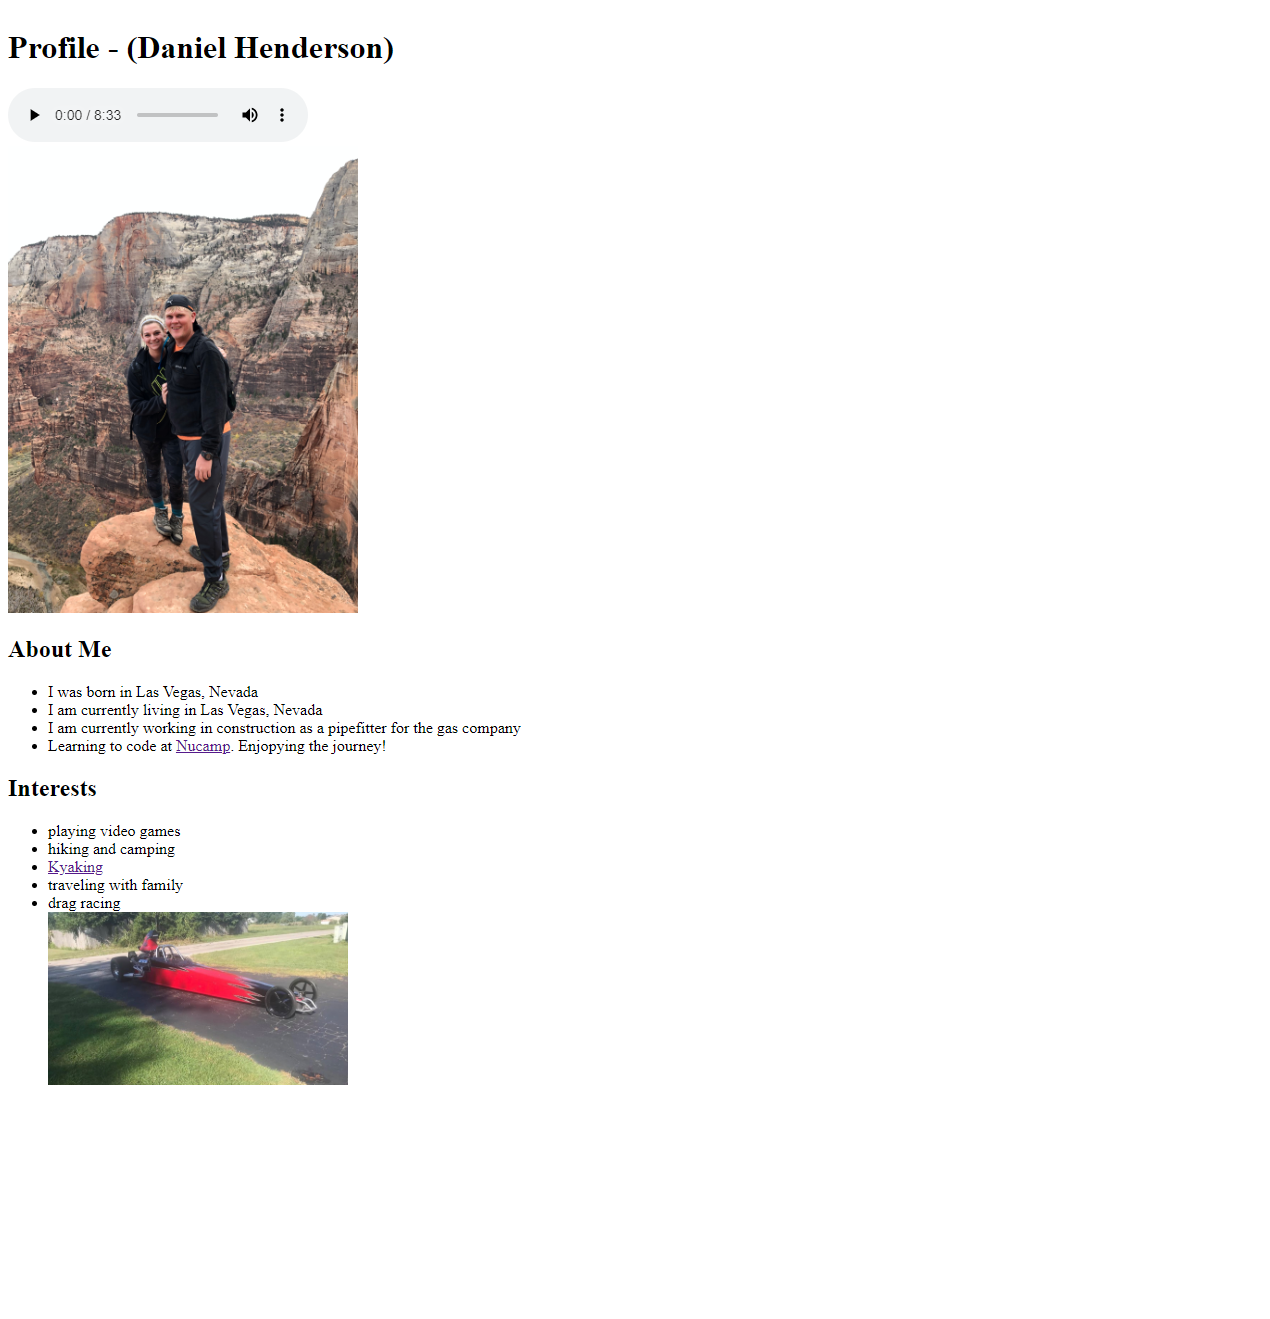 Profile - (Daniel Henderson)
0:00 / 8:33
About Me
I was born in Las Vegas, Nevada
I am currently living in Las Vegas, Nevada
I am currently working in construction as a pipefitter for the gas company
Learning to code at Nucamp. Enjopying the journey!
Interests
playing video games
hiking and camping
Kyaking
traveling with family
drag racing